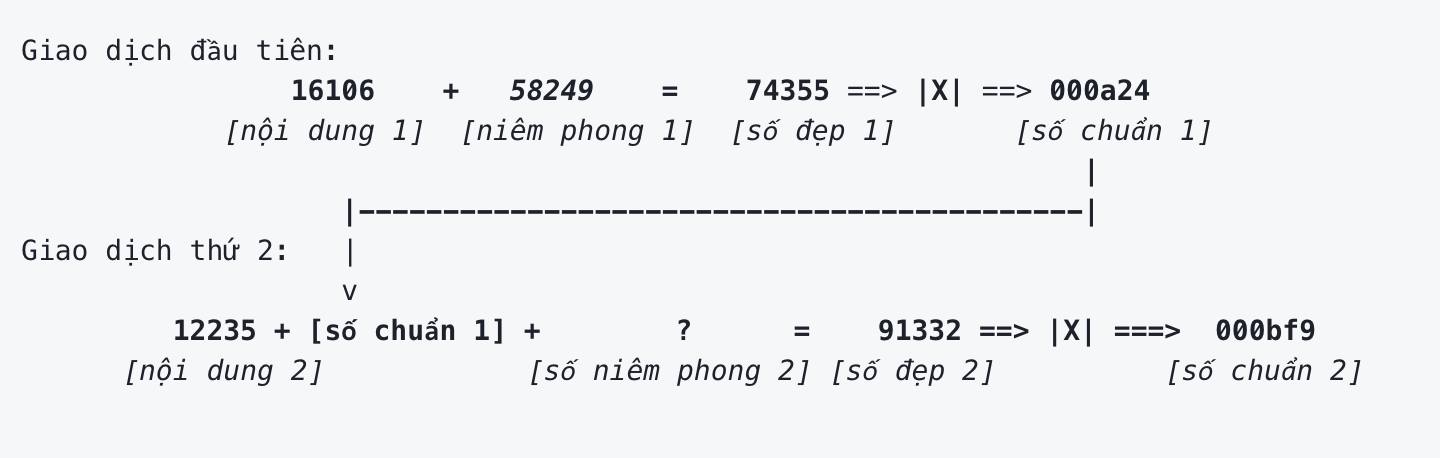 Giao dịch đầu tiên:
16106 + 58249 = 74355 ==> |X| ==> 000a24
[nội dung 1] [niêm phong 1] [số đẹp 1] [số chuẩn 1]
|
|-------------------------------------------|
Giao dịch thứ 2: |
v
12235 + [số chuẩn 1] + ? = 91332 ==> |X| ===> 000bf9
[nội dung 2] [số niêm phong 2] [số đẹp 2] [số chuẩn 2]